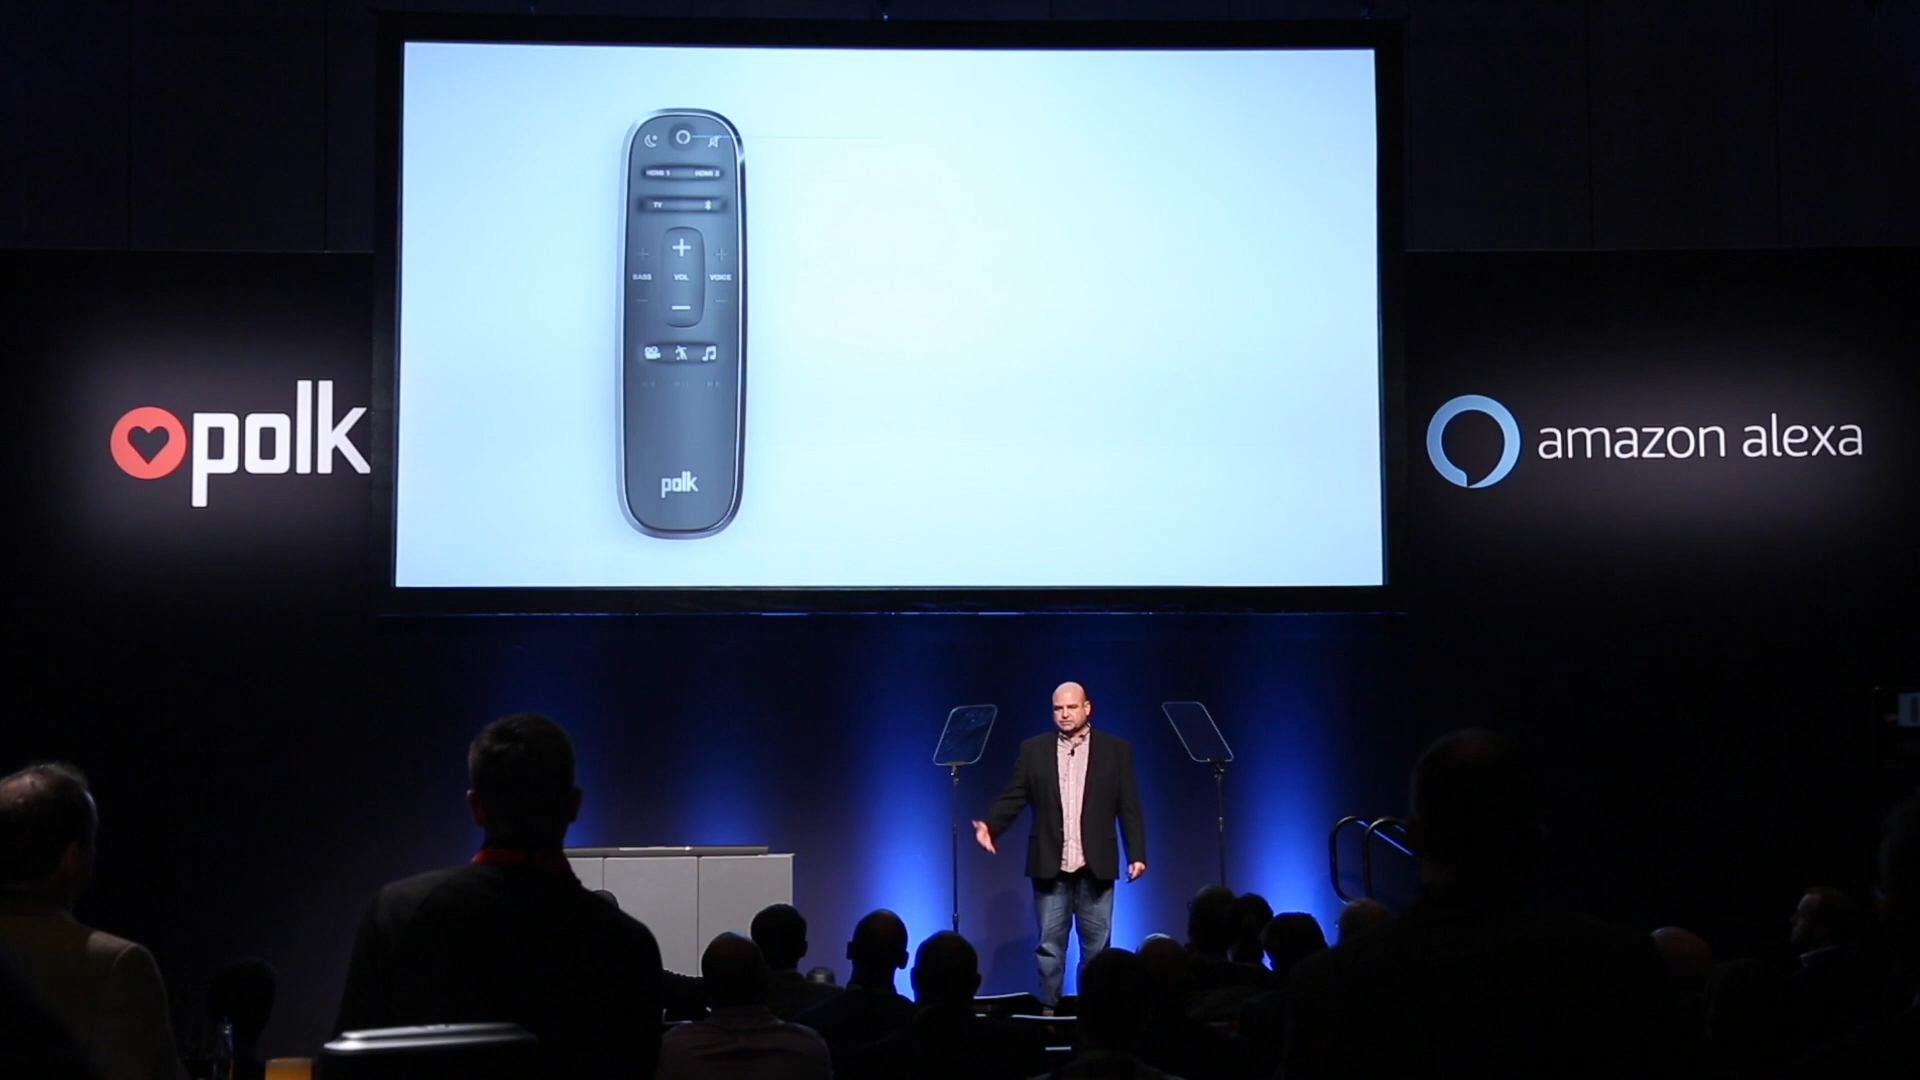 HDMI 1 HDMI 2
TV
BASS VOL VOICE
polk
polk
amazon alexa